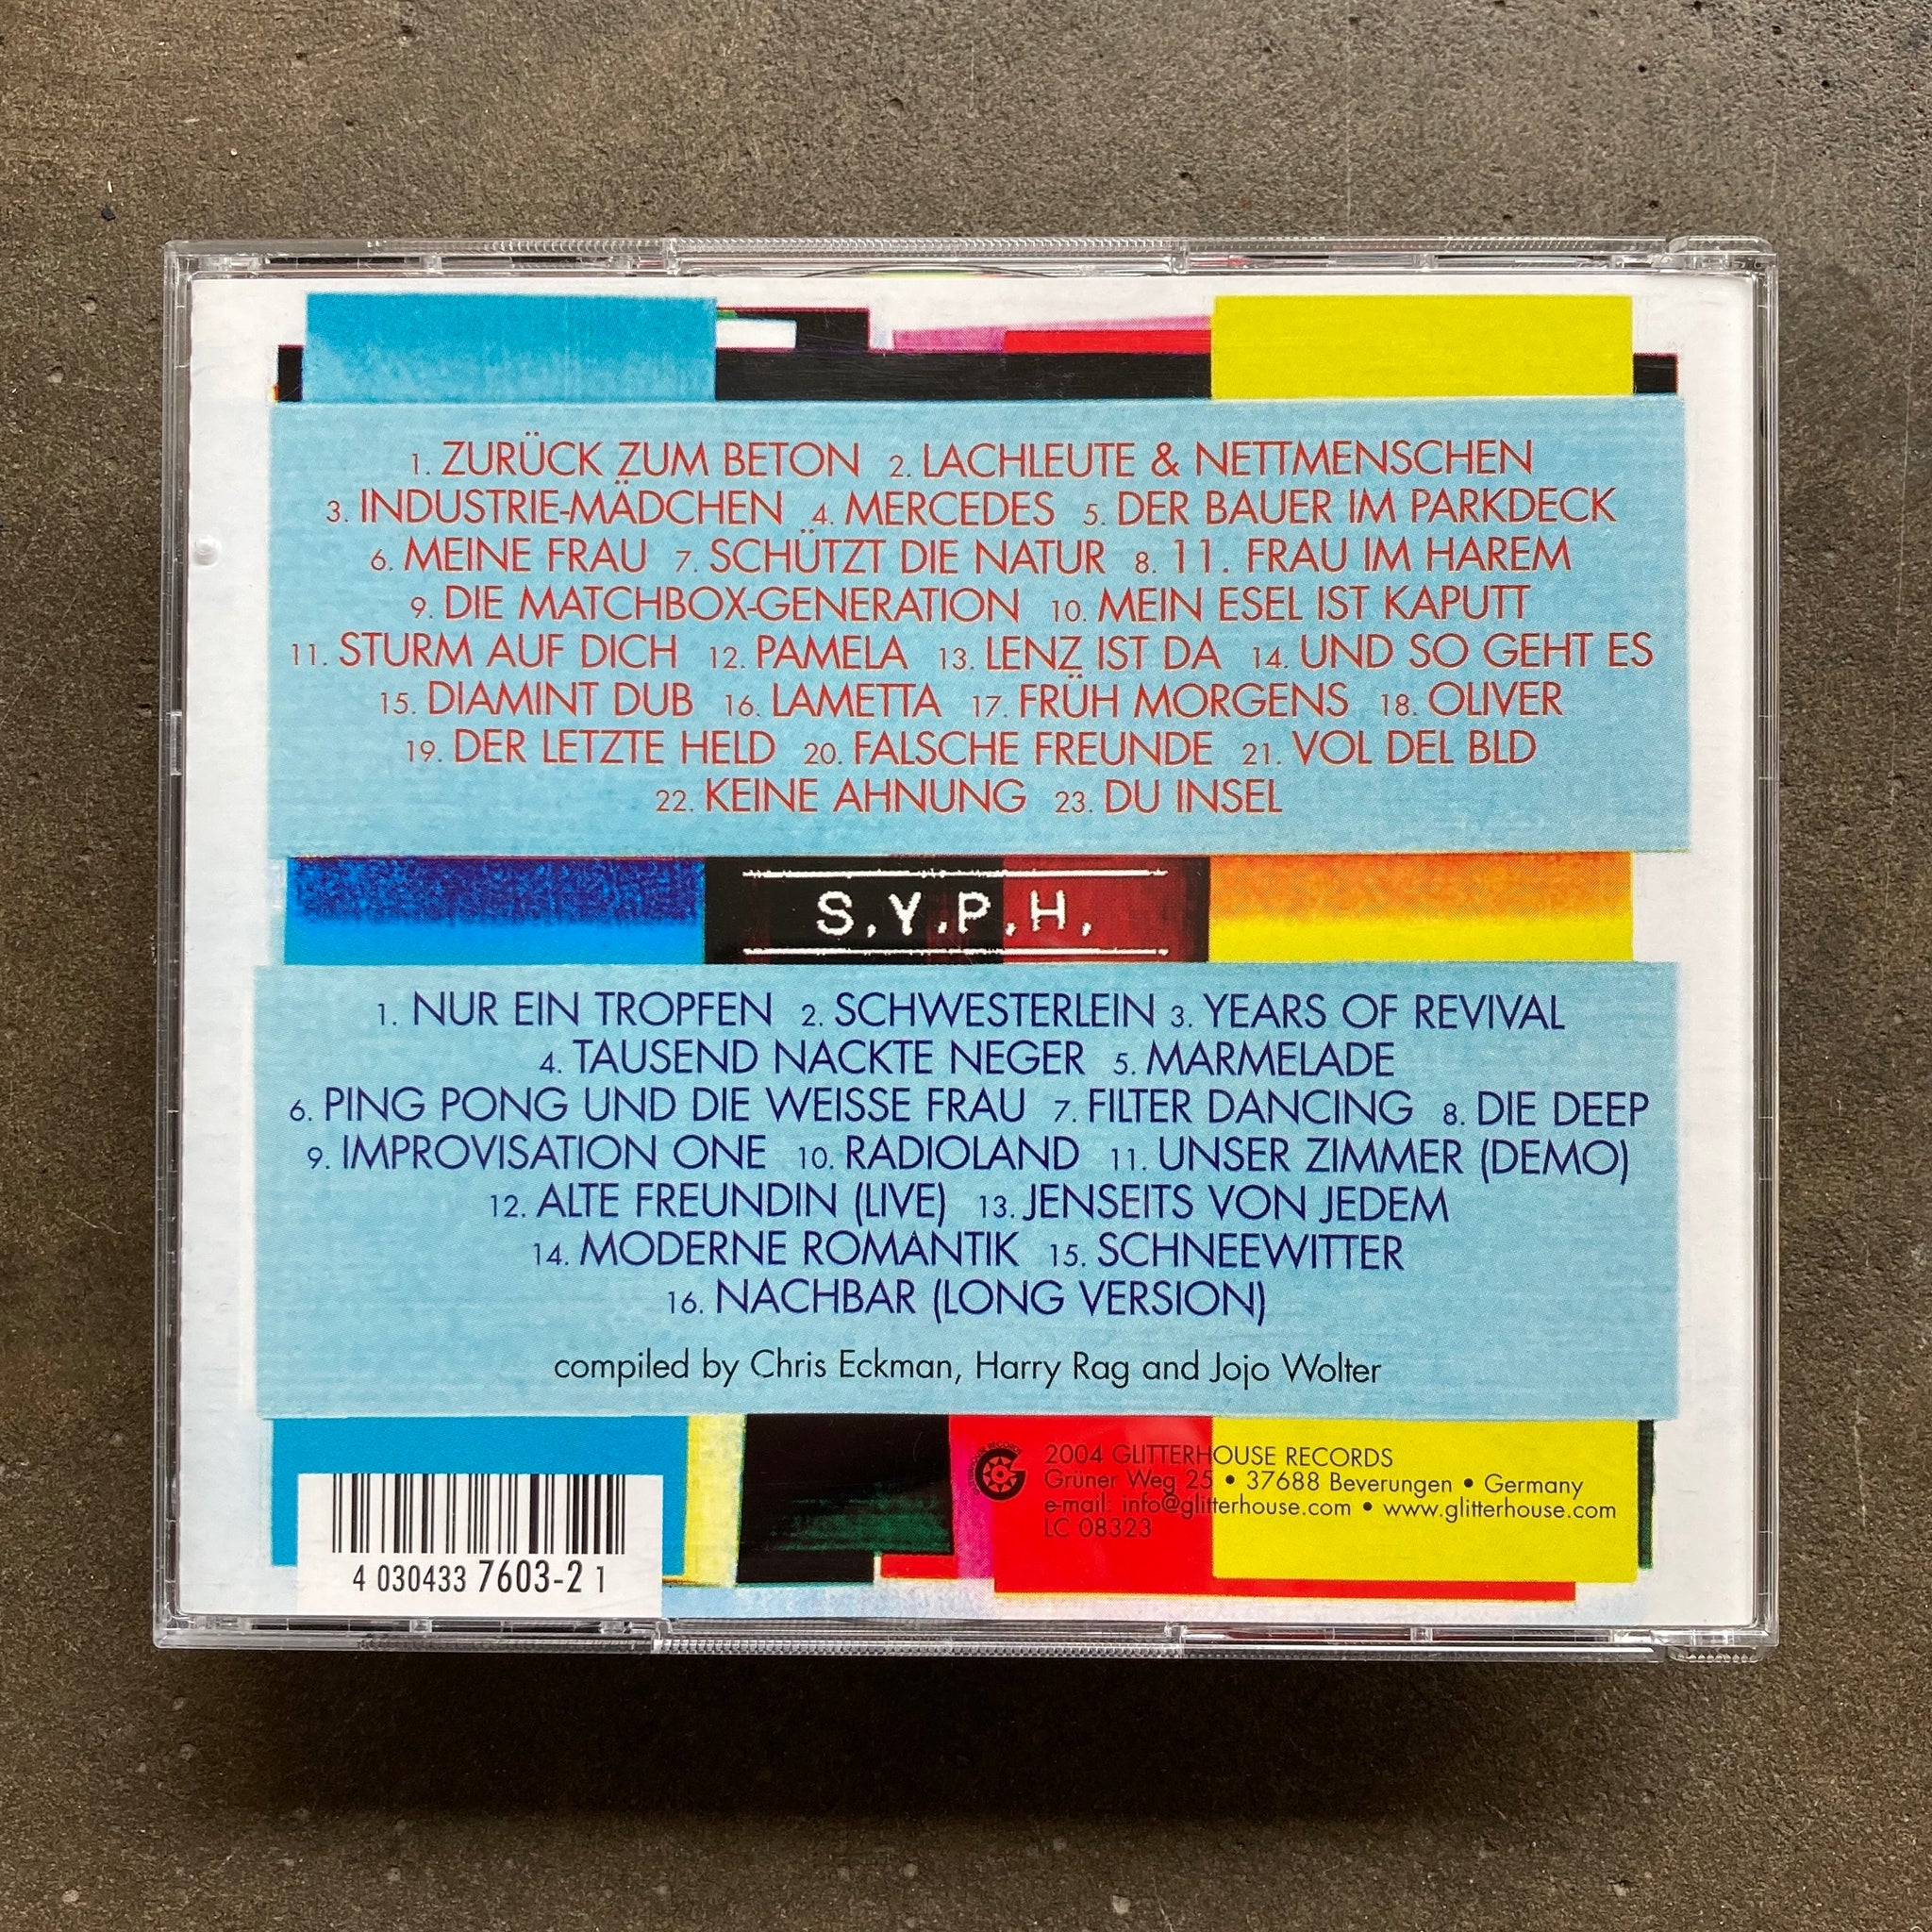 1. ZURÜCK ZUM BETON 2. LACHLEUTE & NETTMENSCHEN
3. INDUSTRIE-MÄDCHEN 4. MERCEDES 5. DER BAUER IM PARKDECK
6. MEINE FRAU 7. SCHÜTZT DIE NATUR 8. 11. FRAU IM HAREM
9. DIE MATCHBOX-GENERATION 10. MEIN ESEL IST KAPUTT
11. STURM AUF DICH 12. PAMELA 13. LENZ IST DA 14. UND SO GEHT ES
15. DIAMINT DUB 16. LAMETTA 17. FRÜH MORGENS 18. OLIVER
19. DER LETZTE HELD 20. FALSCHE FREUNDE 21. VOL DEL BLD
22. KEINE AHNUNG 23. DU INSEL
S.Y.P.H.
1. NUR EIN TROPFEN 2. SCHWESTERLEIN 3. YEARS OF REVIVAL
4. TAUSEND NACKTE NEGER 5. MARMELADE
6. PING PONG UND DIE WEISSE FRAU 7. FILTER DANCING 8. DIE DEEP
9. IMPROVISATION ONE 10. RADIOLAND 11. UNSER ZIMMER (DEMO)
12. ALTE FREUNDIN (LIVE) 13. JENSEITS VON JEDEM
14. MODERNE ROMANTIK 15. SCHNEEWITTER
16. NACHBAR (LONG VERSION)
compiled by Chris Eckman, Harry Rag and Jojo Wolter
2004 GLITTERHOUSE RECORDS
Grüner Weg 25 • 37688 Beverungen • Germany
e-mail: info@glitterhouse.com • www.glitterhouse.com
LC 08323
4 030433 7603-2 1